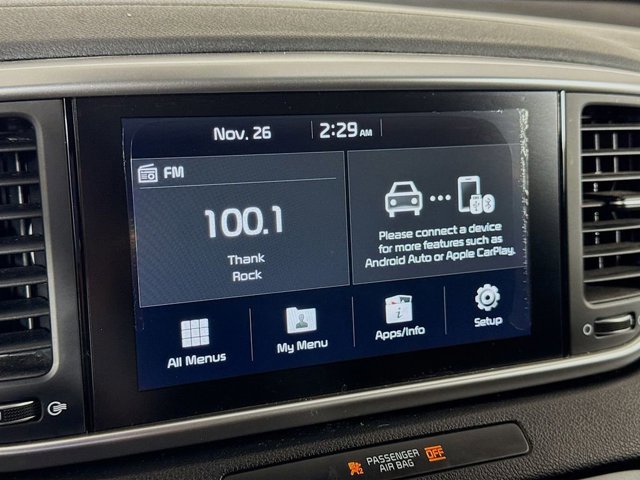 Nov. 26
2:29 AM
FM
100.1
Thank
Rock
Please connect a device
for more features such as
Android Auto or Apple CarPlay.
All Menus
My Menu
Apps/Info
Setup
PASSENGER
AIR BAG
OFF